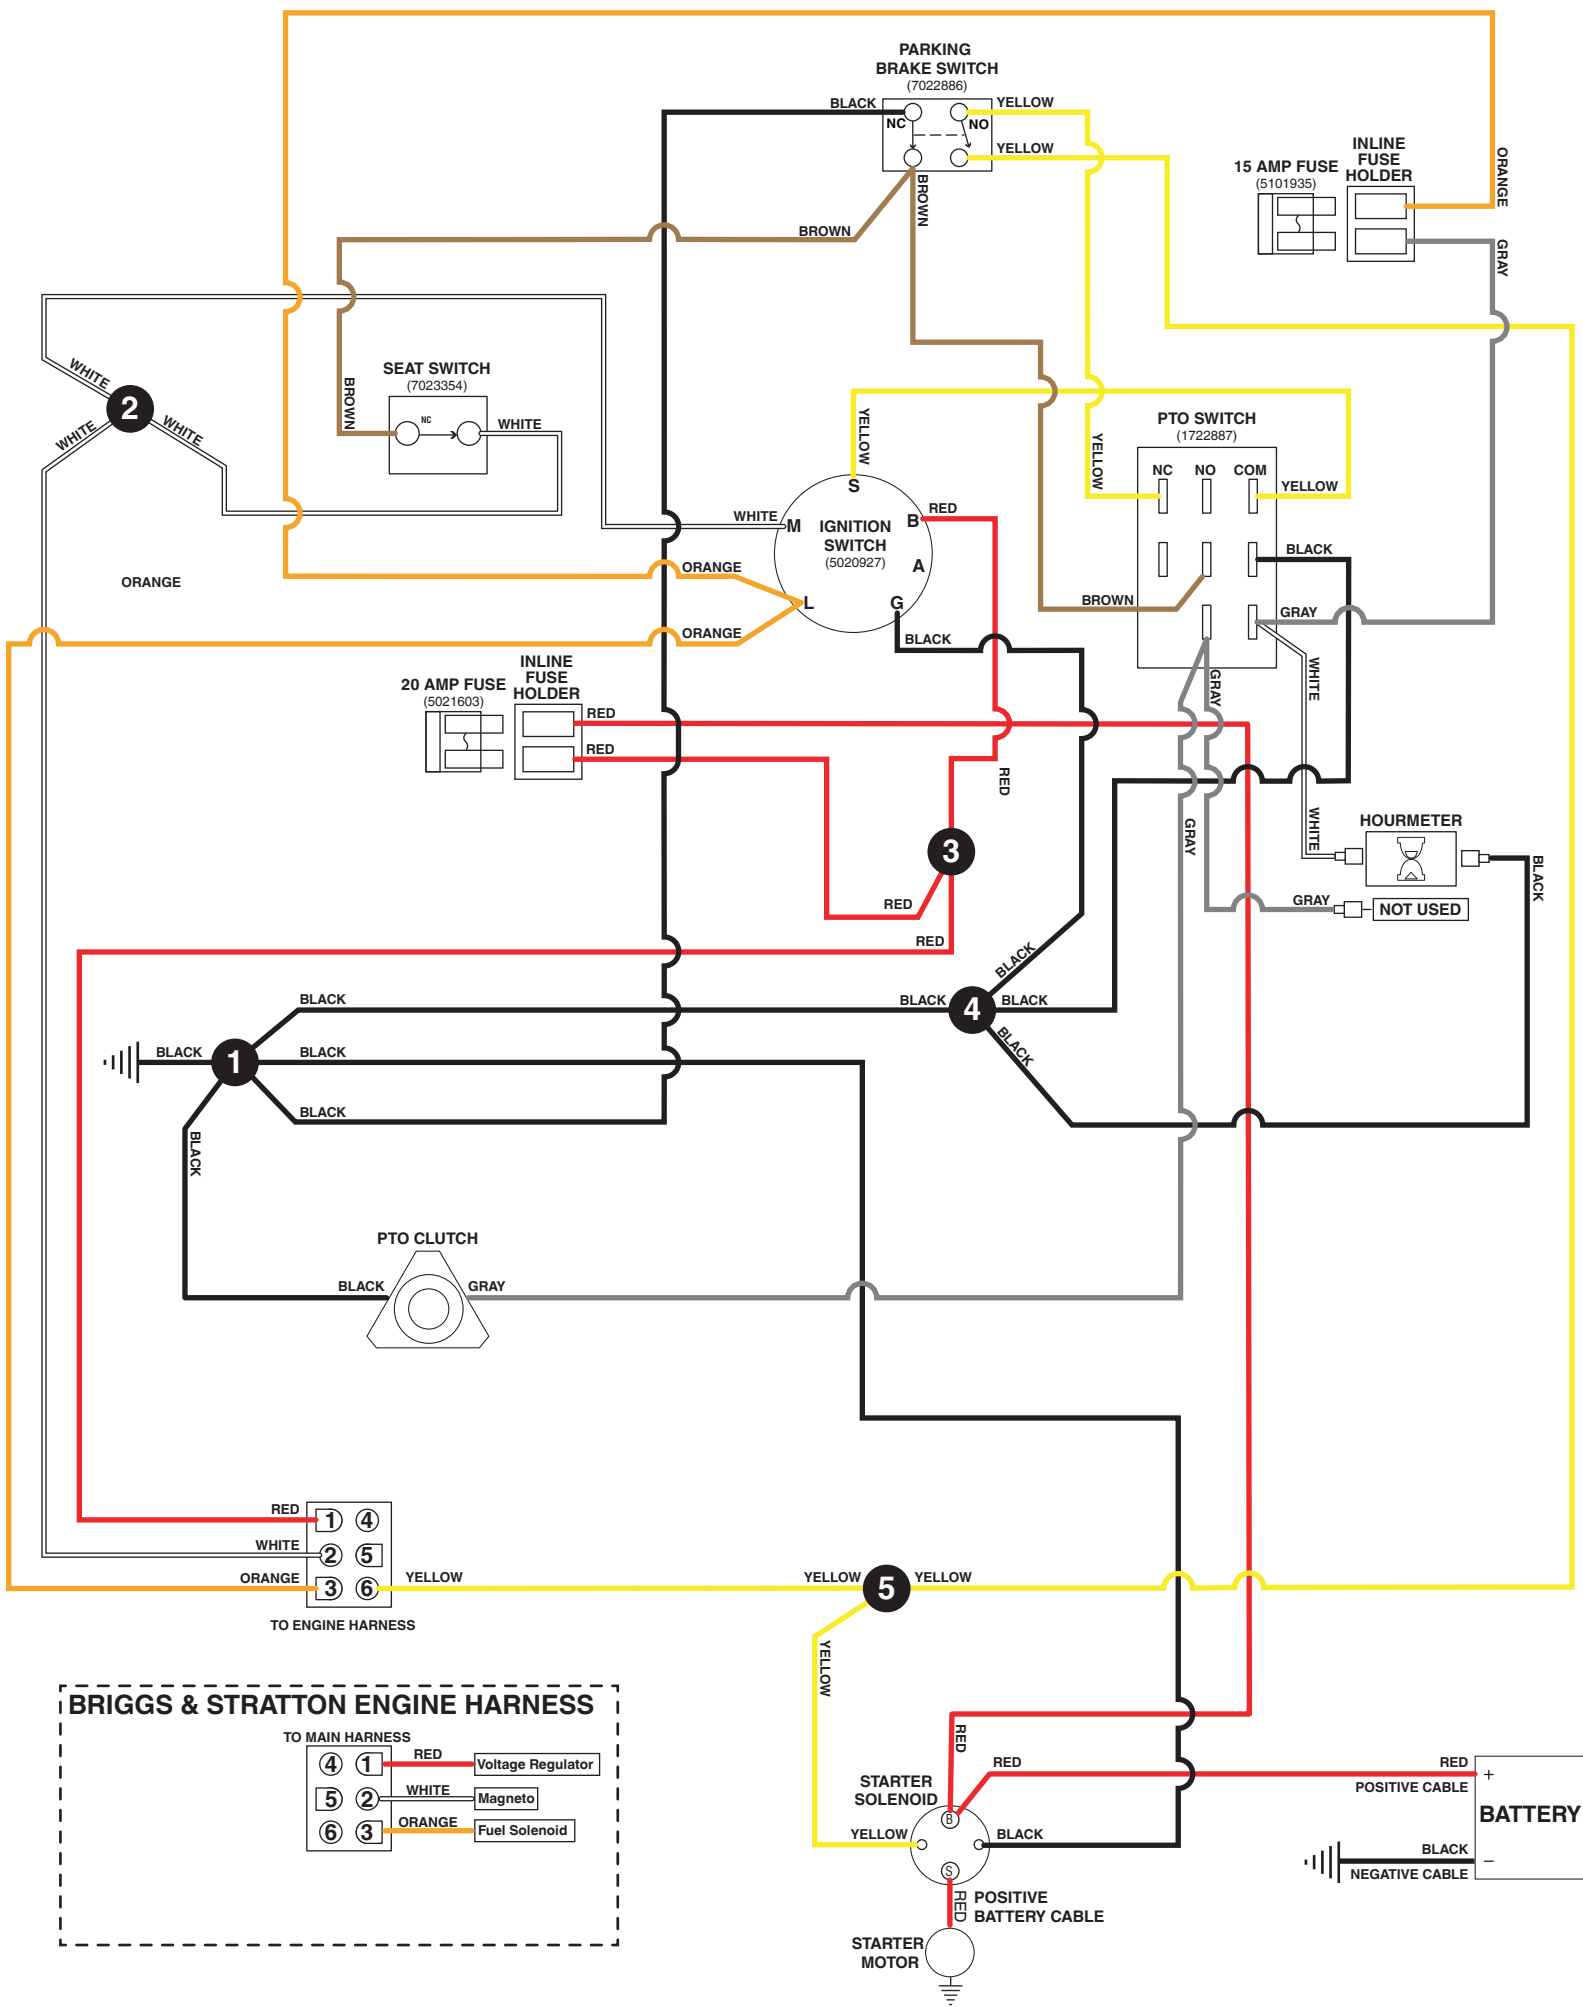 PARKING
BRAKE SWITCH
(7022886)
BLACK
YELLOW
NC
NO
YELLOW
BROWN
BROWN
15 AMP FUSE
(5101935)
INLINE
FUSE
HOLDER
ORANGE
GRAY
WHITE
2
WHITE
WHITE
SEAT SWITCH
(7023354)
BROWN
NC
WHITE
YELLOW
YELLOW
PTO SWITCH
(1722887)
NC
NO
COM
YELLOW
BLACK
BROWN
GRAY
WHITE
GRAY
S
WHITE
M
IGNITION
SWITCH
(5020927)
B
RED
A
L
G
BLACK
ORANGE
ORANGE
ORANGE
20 AMP FUSE
(5021603)
INLINE
FUSE
HOLDER
RED
RED
RED
3
RED
RED
GRAY
WHITE
HOURMETER
BLACK
GRAY
NOT USED
BLACK
BLACK
BLACK
4
BLACK
BLACK
BLACK
1
BLACK
BLACK
BLACK
PTO CLUTCH
BLACK
GRAY
RED
WHITE
ORANGE
1
4
2
5
3
6
YELLOW
TO ENGINE HARNESS
YELLOW
5
YELLOW
YELLOW
BRIGGS & STRATTON ENGINE HARNESS
TO MAIN HARNESS
4
1
RED
Voltage Regulator
5
2
WHITE
Magneto
6
3
ORANGE
Fuel Solenoid
RED
RED
STARTER
SOLENOID
B
YELLOW
BLACK
S
RED
POSITIVE
BATTERY CABLE
STARTER
MOTOR
RED
POSITIVE CABLE
+
BATTERY
BLACK
–
NEGATIVE CABLE